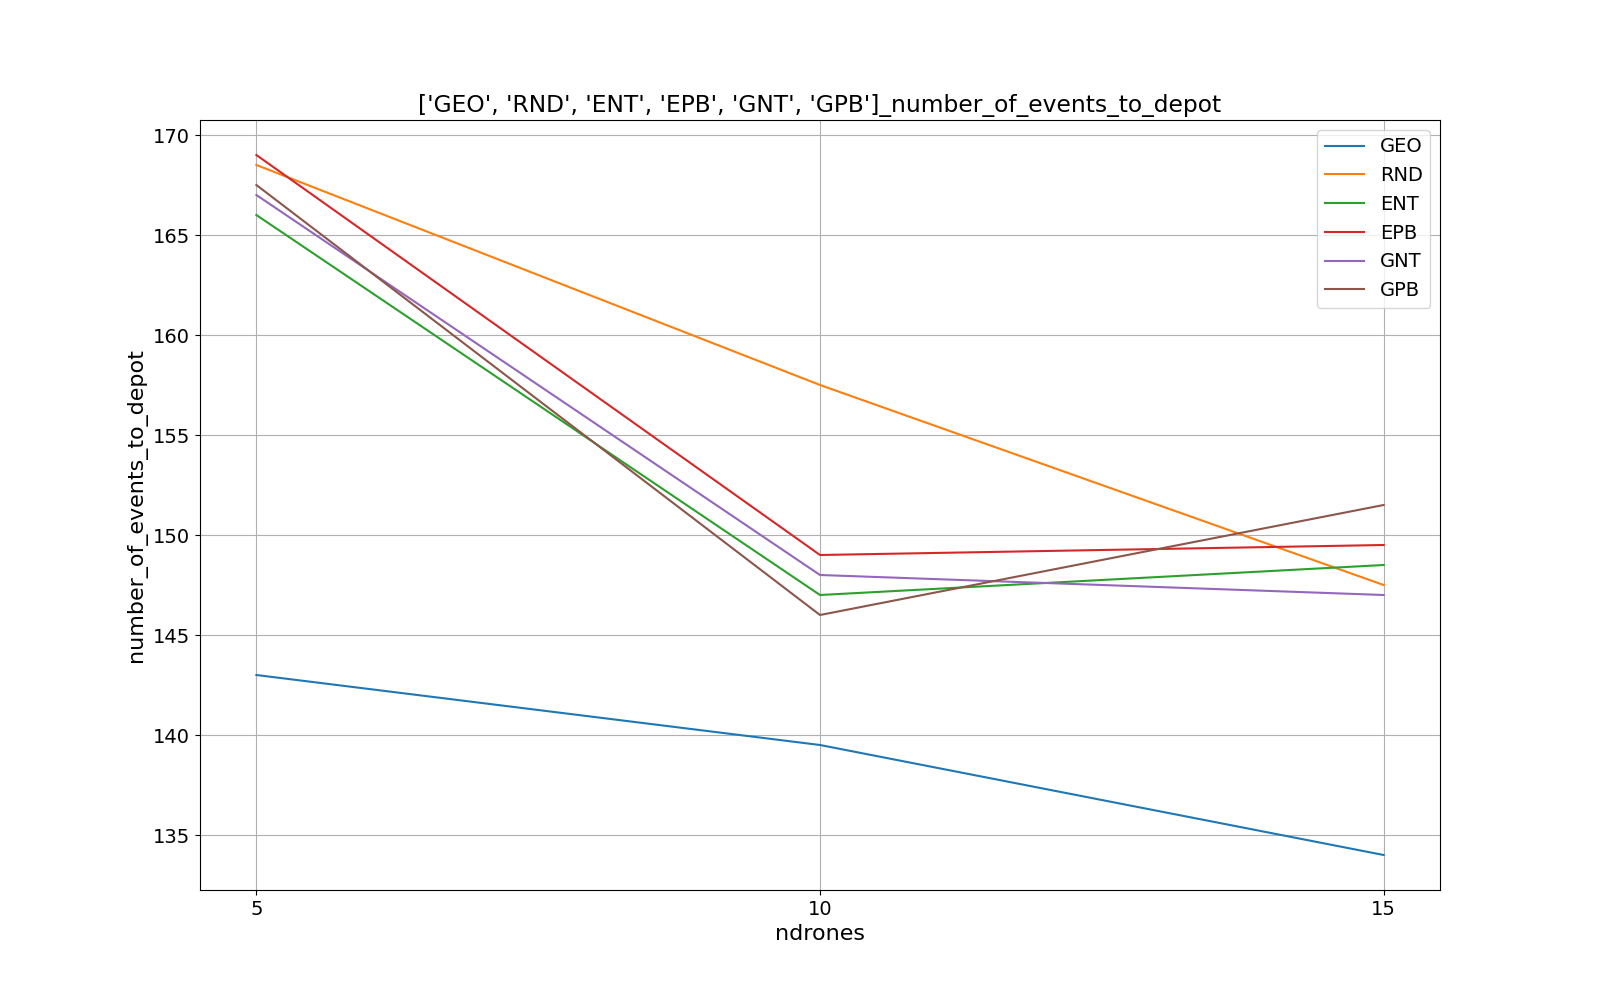 ['GEO', 'RND', 'ENT', 'EPB', 'GNT', 'GPB']_number_of_events_to_depot
170
165
160
155
150
145
140
135
number_of_events_to_depot
GEO
RND
ENT
EPB
GNT
GPB
5 10 15
ndrones